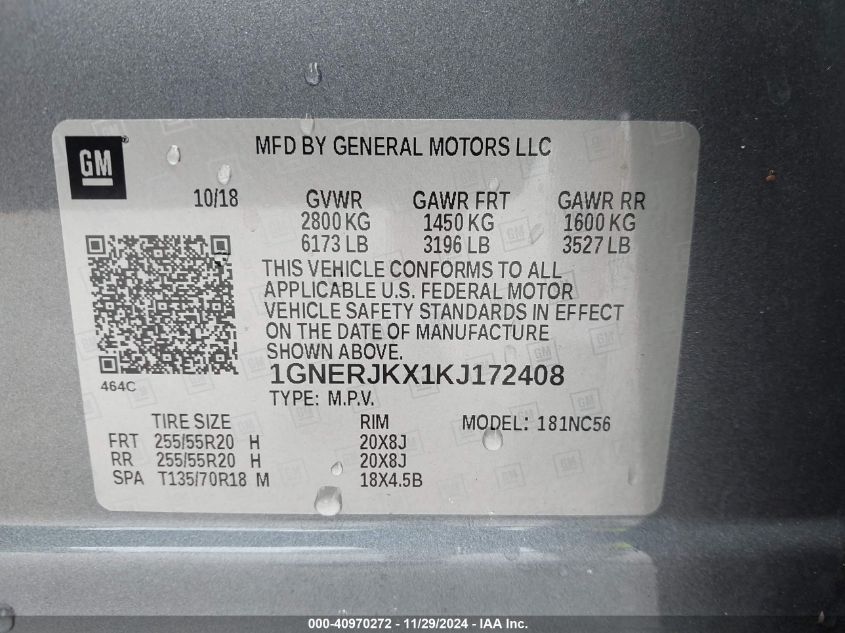 GM
MFD BY GENERAL MOTORS LLC
10/18 GVWR GAWR FRT GAWR RR
2800 KG 1450 KG 1600 KG
6173 LB 3196 LB 3527 LB
THIS VEHICLE CONFORMS TO ALL
APPLICABLE U.S. FEDERAL MOTOR
VEHICLE SAFETY STANDARDS IN EFFECT
ON THE DATE OF MANUFACTURE
SHOWN ABOVE.
464C
1GNERJKX1KJ172408
TYPE: M.P.V.
TIRE SIZE RIM MODEL: 181NC56
FRT 255/55R20 H 20X8J
RR 255/55R20 H 20X8J
SPA T135/70R18 M 18X4.5B
000-40970272 - 11/29/2024 - IAA Inc.